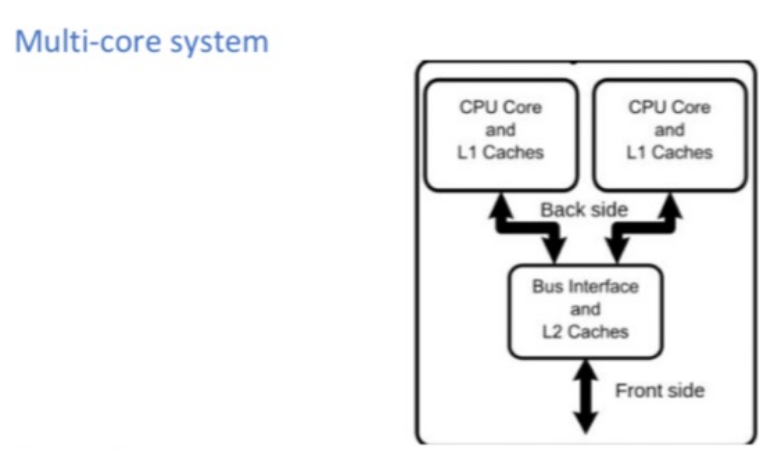 Multi-core system
CPU Core
and
L1 Caches
CPU Core
and
L1 Caches
Back side
Bus Interface
and
L2 Caches
Front side